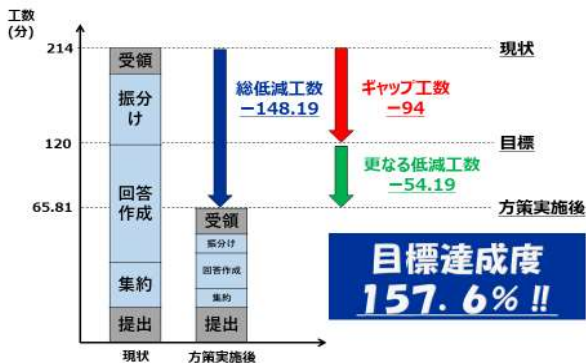 工数
(分)
214
120
65.81
受領
振分
け
回答
作成
集約
提出
現状
受領
振分け
回答作成
集約
提出
方策実施後
総低減工数
−148.19
ギャップ工数
−94
更なる低減工数
−54.19
現状
目標
方策実施後
目標達成度
157.6%!!